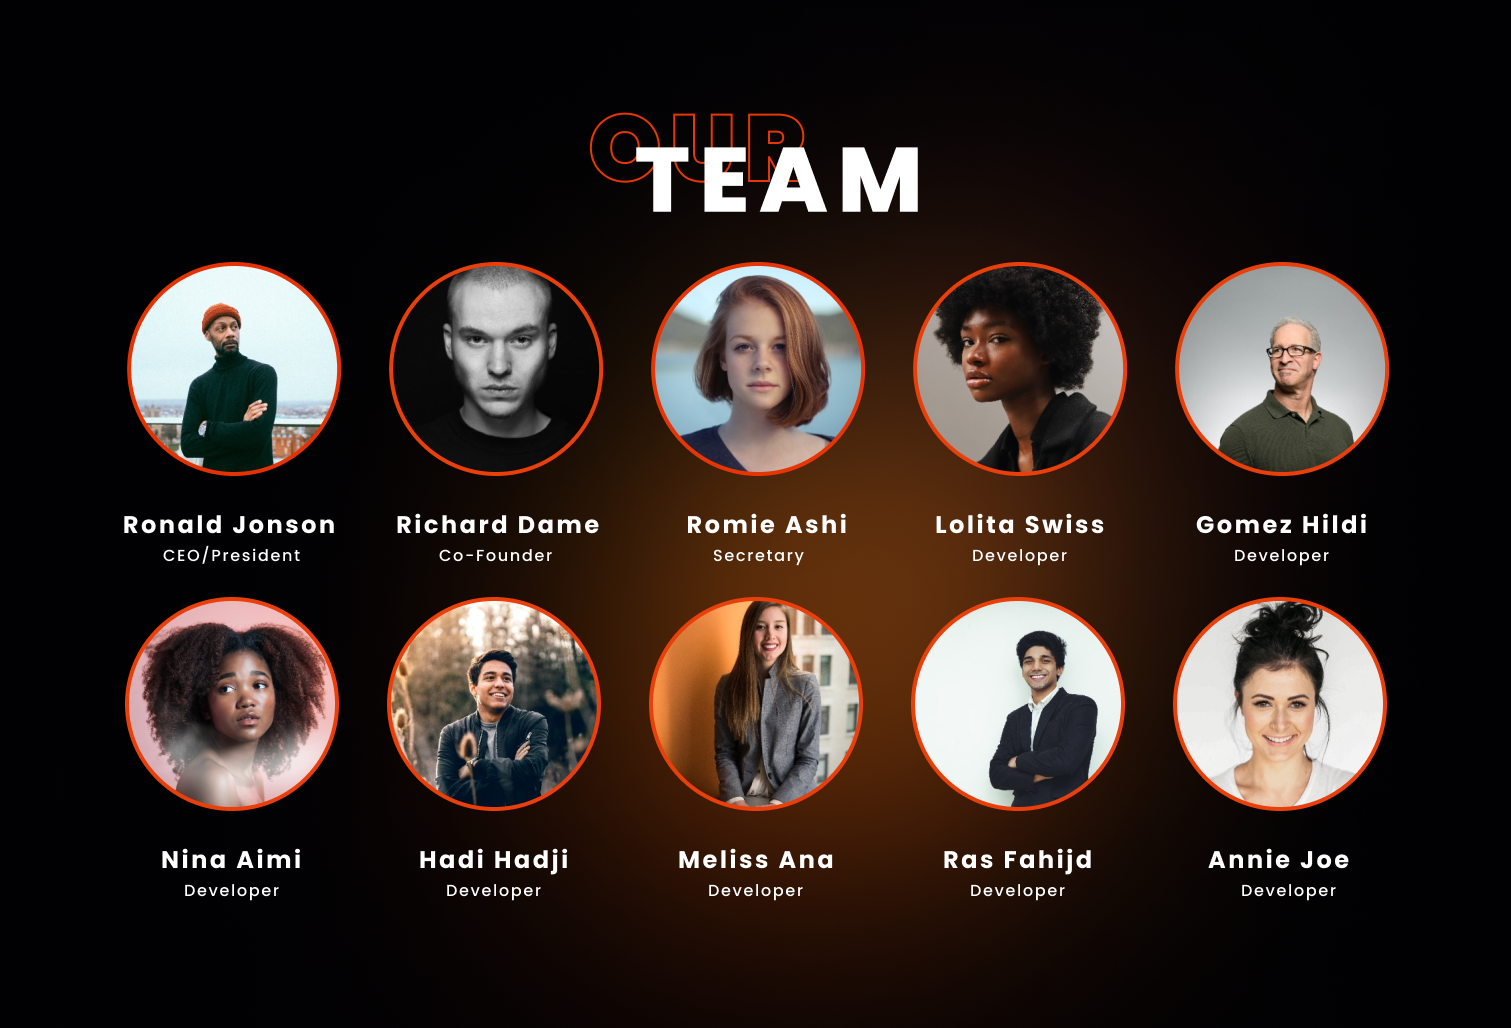 OUR
TEAM
Ronald Jonson
CEO/President
Richard Dame
Co-Founder
Romie Ashi
Secretary
Lolita Swiss
Developer
Gomez Hildi
Developer
Nina Aimi
Developer
Hadi Hadji
Developer
Meliss Ana
Developer
Ras Fahijd
Developer
Annie Joe
Developer